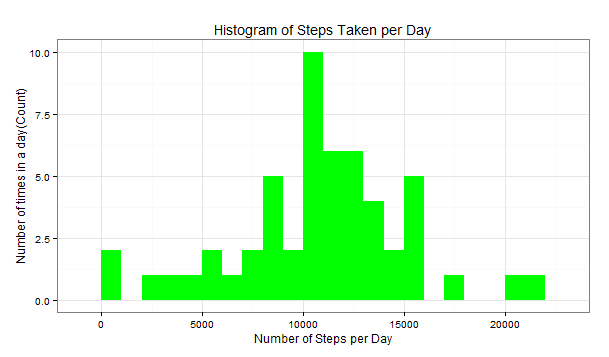 Histogram of Steps Taken per Day
Number of times in a day(Count)
10.0
7.5
5.0
2.5
0.0
0 5000 10000 15000 20000
Number of Steps per Day